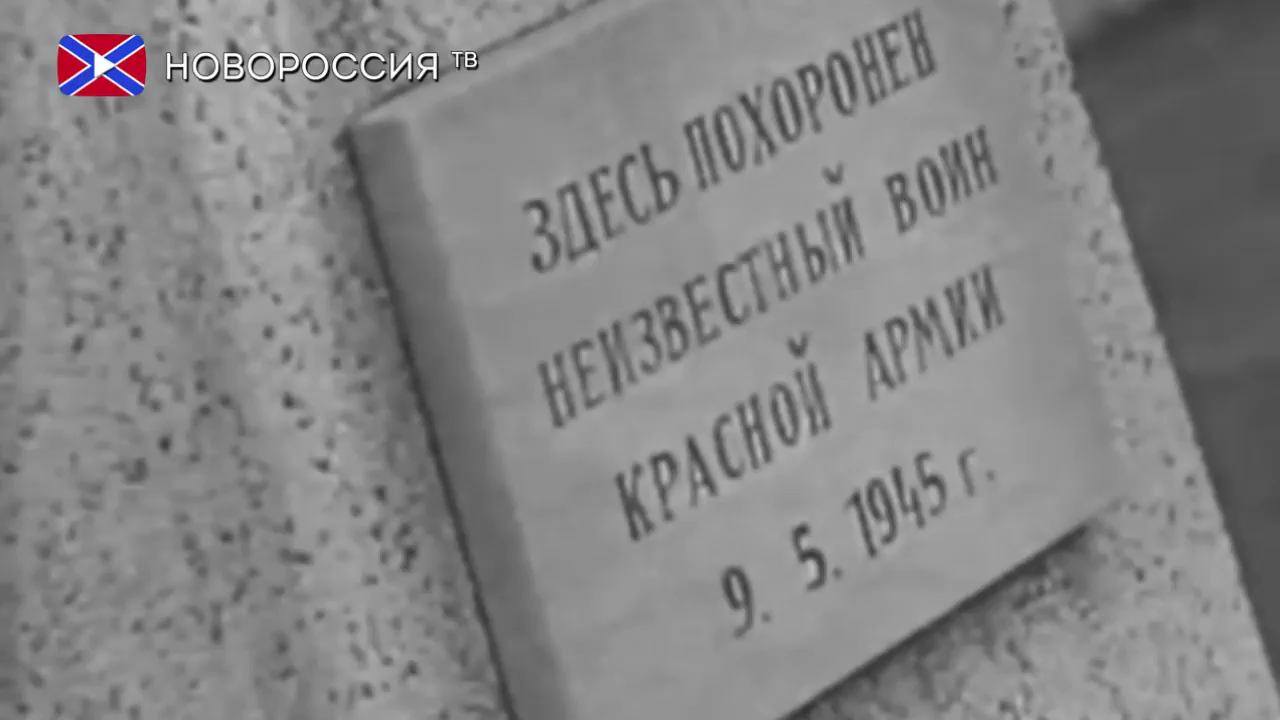 НОВОРОССИЯ ТВ
ЗДЕСЬ ПОХОРОНЕН
НЕИЗВЕСТНЫЙ ВОИН
КРАСНОЙ АРМИИ
9. 5. 1945 г.